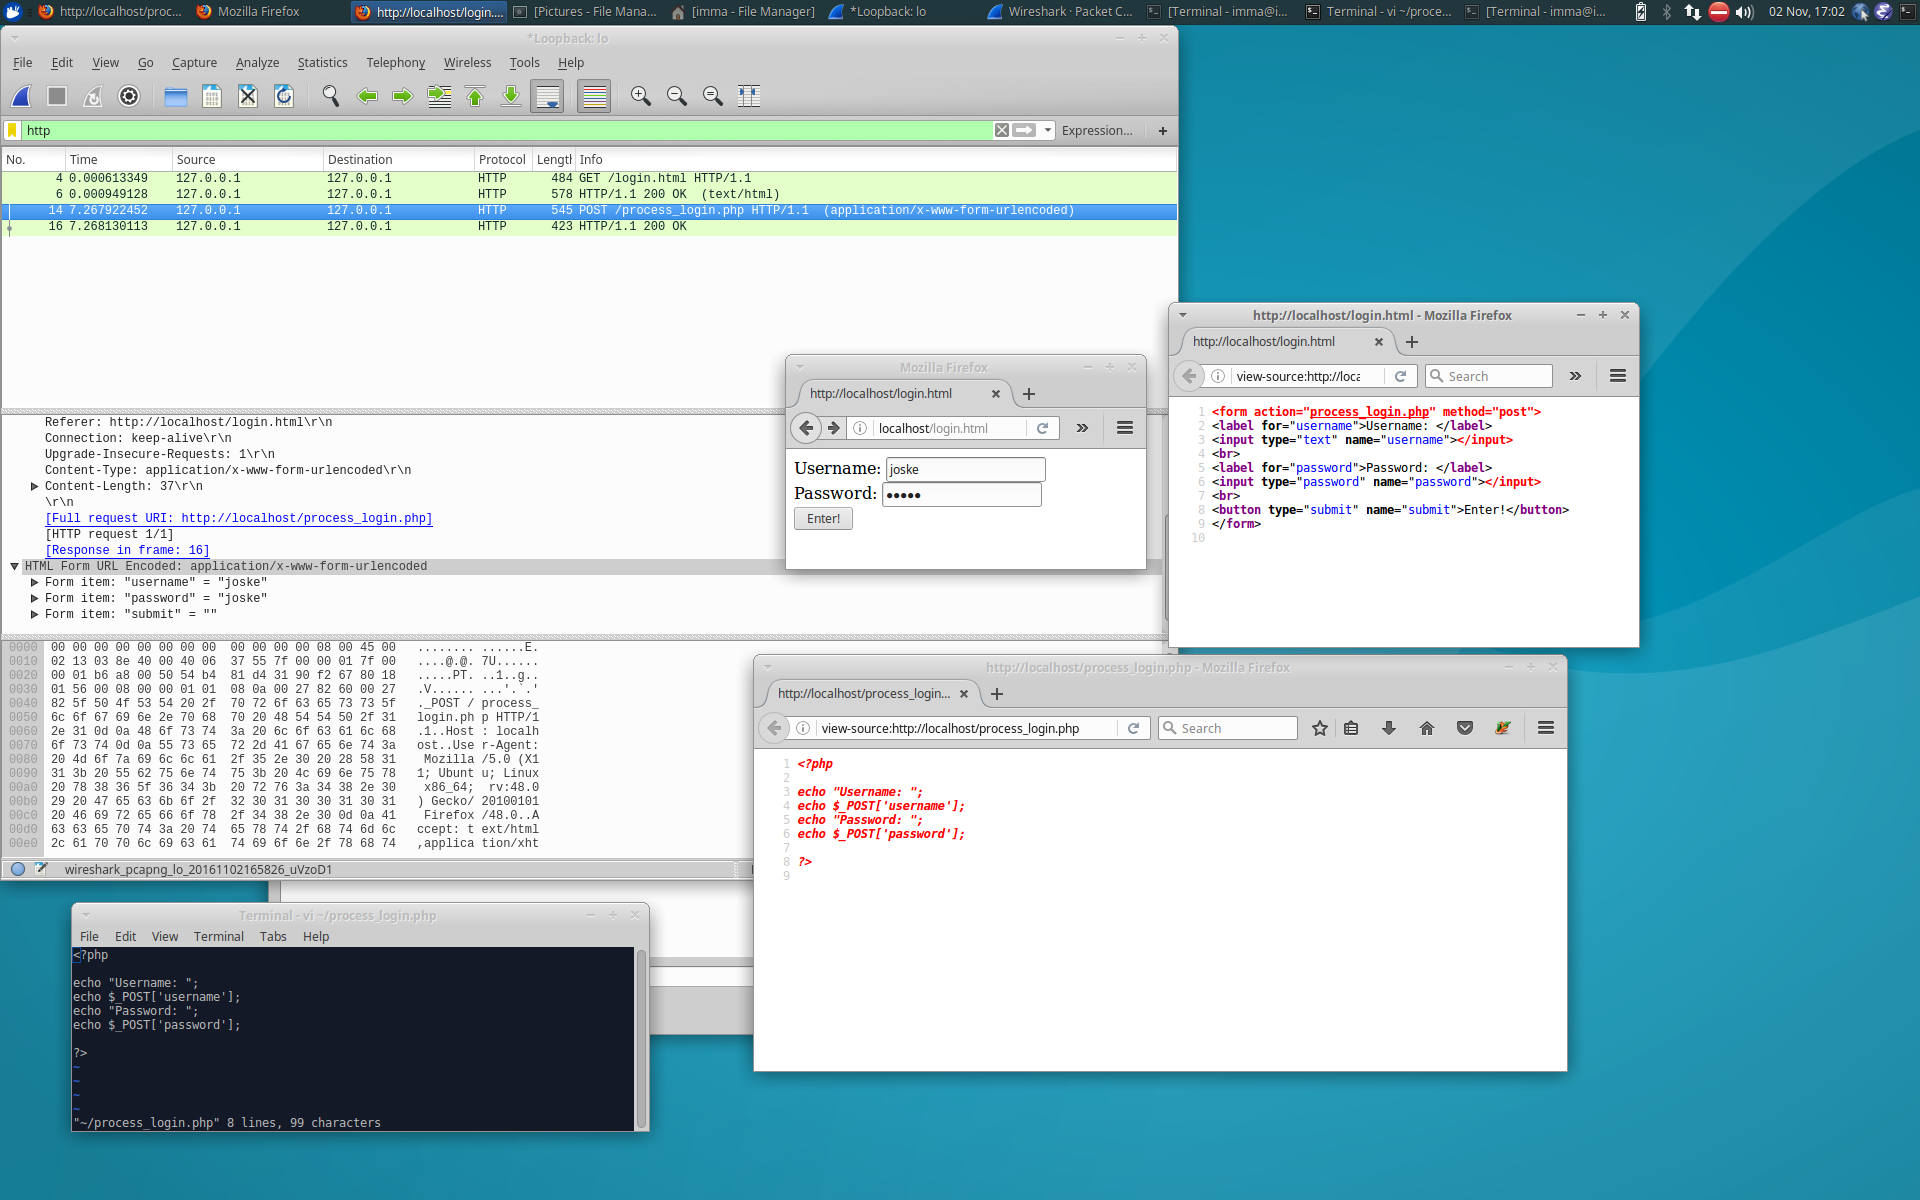 http://localhost/proc...
Mozilla Firefox
http://localhost/login....
[Pictures - File Mana...
[imma - File Manager]
*Loopback: lo
Wireshark · Packet C...
[Terminal - imma@i...
Terminal - vi ~/proce...
[Terminal - imma@i...
02 Nov, 17:02
*Loopback: lo
File Edit View Go Capture Analyze Statistics Telephony Wireless Tools Help
http
Expression... +
No. Time Source Destination Protocol Length Info
4 0.000613349 127.0.0.1 127.0.0.1 HTTP 484 GET /login.html HTTP/1.1
6 0.000949128 127.0.0.1 127.0.0.1 HTTP 578 HTTP/1.1 200 OK (text/html)
14 7.267922452 127.0.0.1 127.0.0.1 HTTP 545 POST /process_login.php HTTP/1.1 (application/x-www-form-urlencoded)
16 7.268130113 127.0.0.1 127.0.0.1 HTTP 423 HTTP/1.1 200 OK
Referer: http://localhost/login.html\r\n
Connection: keep-alive\r\n
Upgrade-Insecure-Requests: 1\r\n
Content-Type: application/x-www-form-urlencoded\r\n
Content-Length: 37\r\n
\r\n
[Full request URI: http://localhost/process_login.php]
[HTTP request 1/1]
[Response in frame: 16]
HTML Form URL Encoded: application/x-www-form-urlencoded
Form item: "username" = "joske"
Form item: "password" = "joske"
Form item: "submit" = ""
0000 00 00 00 00 00 00 00 00 00 00 00 00 08 00 45 00 ........ ......E.
0010 02 13 03 8e 40 00 40 06 37 55 7f 00 00 01 7f 00 ....@.@. 7U......
0020 00 01 b6 a8 00 50 54 b4 81 d4 31 90 f2 67 80 18 .....PT. ..1..g..
0030 01 56 00 08 00 00 01 01 08 0a 00 27 82 60 00 27 .V...... ...'.`.'
0040 82 5f 50 4f 53 54 20 2f 70 72 6f 63 65 73 73 5f ._POST / process_
0050 6c 6f 67 69 6e 2e 70 68 70 20 48 54 54 50 2f 31 login.ph p HTTP/1
0060 2e 31 0d 0a 48 6f 73 74 3a 20 6c 6f 63 61 6c 68 .1..Host : localh
0070 6f 73 74 0d 0a 55 73 65 72 2d 41 67 65 6e 74 3a ost..Use r-Agent:
0080 20 4d 6f 7a 69 6c 6c 61 2f 35 2e 30 20 28 58 31 Mozilla /5.0 (X1
0090 31 3b 20 55 62 75 6e 74 75 3b 20 4c 69 6e 75 78 1; Ubunt u; Linux
00a0 20 78 38 36 5f 36 34 3b 20 72 76 3a 34 38 2e 30 x86_64; rv:48.0
00b0 29 20 47 65 63 6b 6f 2f 32 30 31 30 30 31 30 31 ) Gecko/ 20100101
00c0 20 46 69 72 65 66 6f 78 2f 34 38 2e 30 0d 0a 41 Firefox /48.0..A
00d0 63 63 65 70 74 3a 20 74 65 78 74 2f 68 74 6d 6c ccept: t ext/html
00e0 2c 61 70 70 6c 69 63 61 74 69 6f 6e 2f 78 68 74 ,applica tion/xht
wireshark_pcapng_lo_20161102165826_uVzoD1
Mozilla Firefox
http://localhost/login.html
localhost/login.html
Username: joske
Password: •••••
Enter!
http://localhost/login.html - Mozilla Firefox
http://localhost/login.html
view-source:http://loca
Search
1 <form action="process_login.php" method="post">
2 <label for="username">Username: </label>
3 <input type="text" name="username"></input>
4 <br>
5 <label for="password">Password: </label>
6 <input type="password" name="password"></input>
7 <br>
8 <button type="submit" name="submit">Enter!</button>
9 </form>
10
http://localhost/process_login.php - Mozilla Firefox
http://localhost/process_login...
view-source:http://localhost/process_login.php
Search
1 <?php
2
3 echo "Username: ";
4 echo $_POST['username'];
5 echo "Password: ";
6 echo $_POST['password'];
7
8 ?>
9
Terminal - vi ~/process_login.php
File Edit View Terminal Tabs Help
<?php
echo "Username: ";
echo $_POST['username'];
echo "Password: ";
echo $_POST['password'];
?>
~
~
~
~
"~/process_login.php" 8 lines, 99 characters